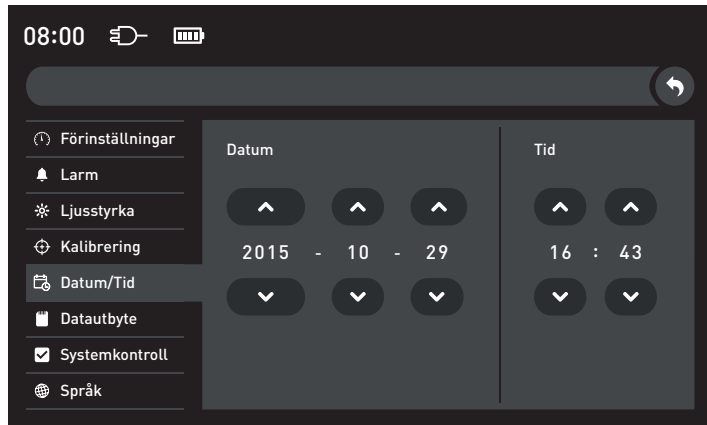 08:00
Förinställningar
Larm
Ljusstyrka
Kalibrering
Datum/Tid
Datautbyte
Systemkontroll
Språk
Datum
2015 - 10 - 29
Tid
16 : 43